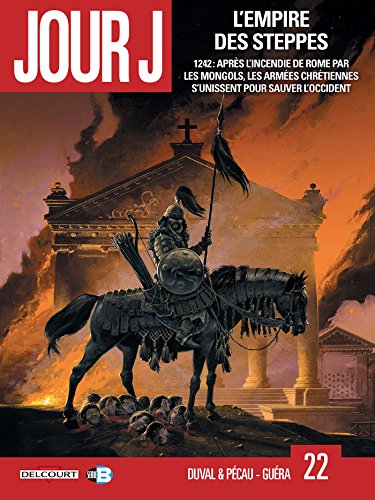 JOUR J
L'EMPIRE
DES STEPPES
1242 : APRÈS L'INCENDIE DE ROME PAR
LES MONGOLS, LES ARMÉES CHRÉTIENNES
S'UNISSENT POUR SAUVER L'OCCIDENT
DELCOURT
SÉRIE B
DUVAL & PÉCAU - GUÉRA
22